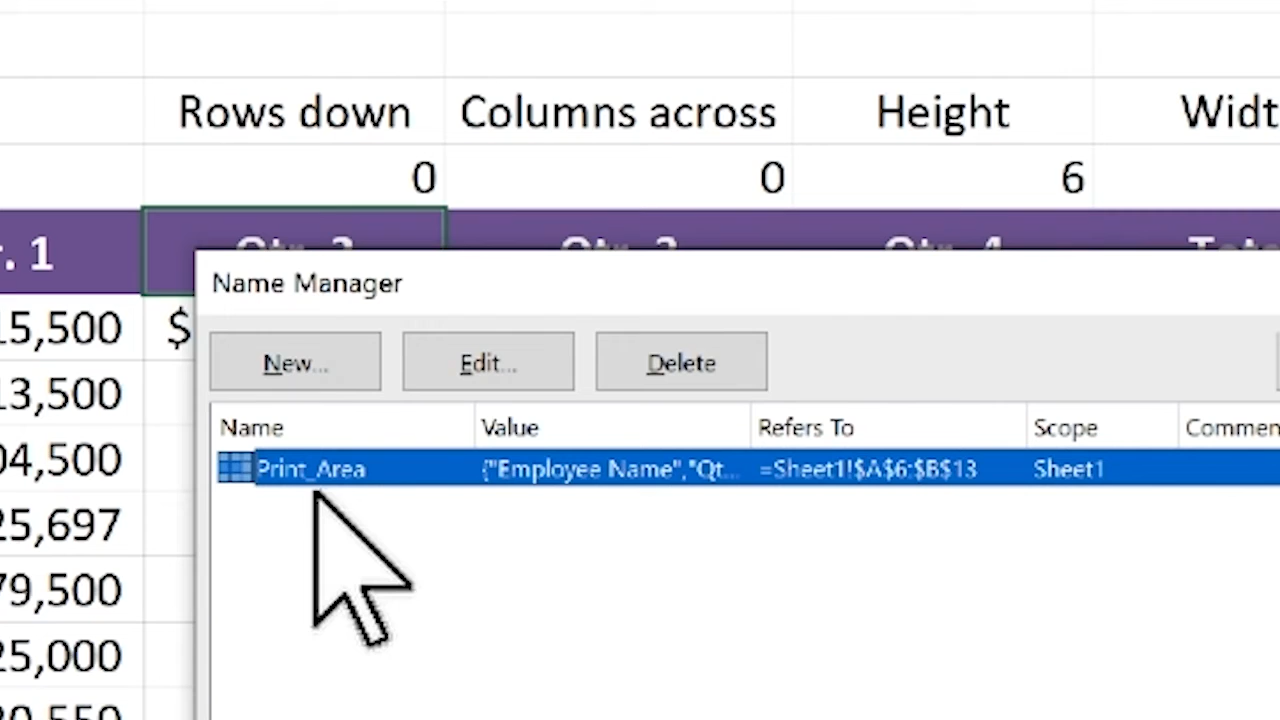 Rows down Columns across Height Widt
0 0 6
r. 1 Qtr. 2 Qtr. 3 Qtr. 4 Tota
Name Manager
15,500 $
New... Edit... Delete
13,500
Name Value Refers To Scope Commen
04,500 Print_Area {"Employee Name","Qt... =Sheet1!$A$6:$B$13 Sheet1
25,697
79,500
25,000
30,550